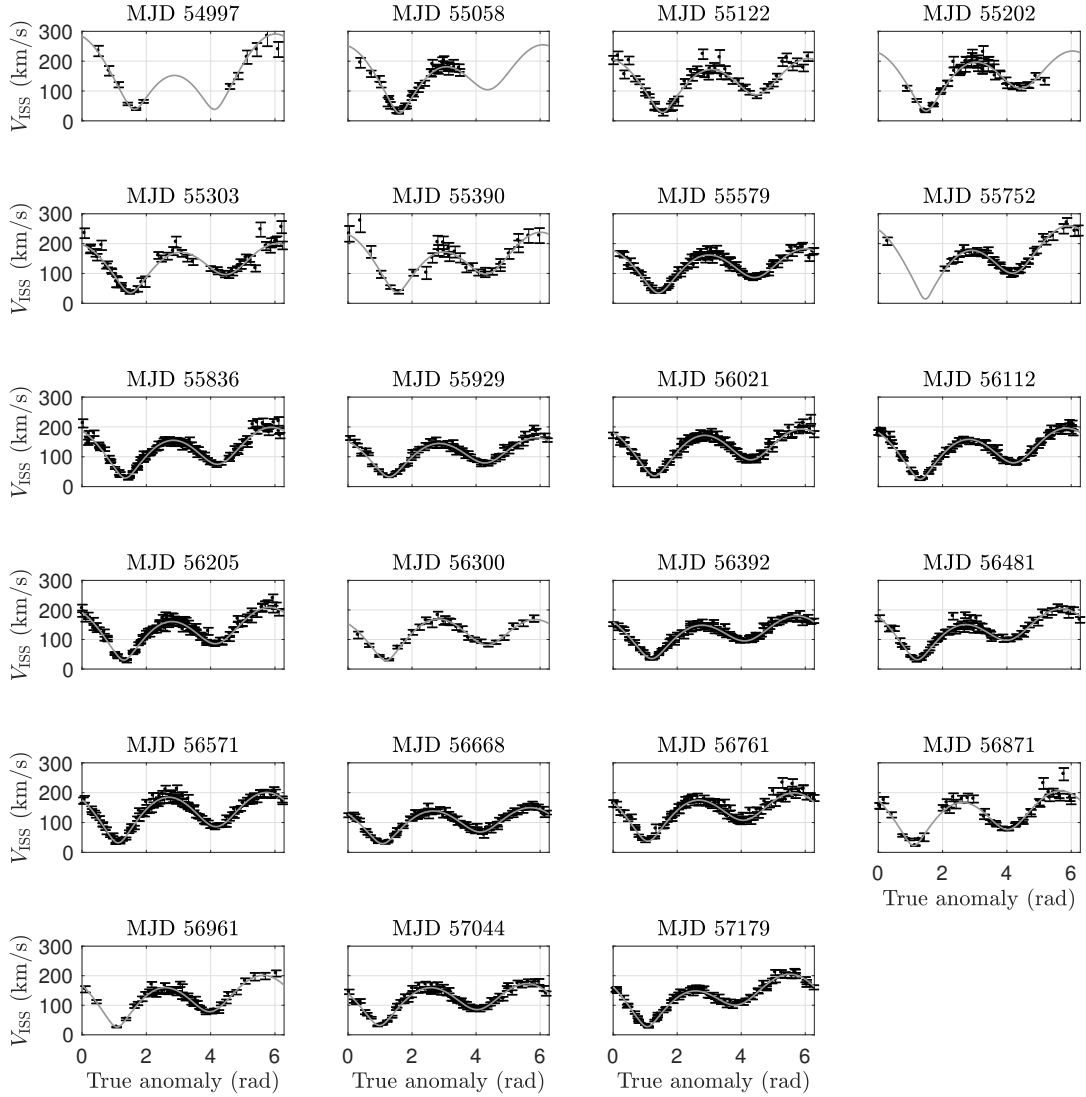 MJD 54997 MJD 55058 MJD 55122 MJD 55202
V_ISS (km/s)
300
200
100
0
MJD 55303 MJD 55390 MJD 55579 MJD 55752
V_ISS (km/s)
300
200
100
0
MJD 55836 MJD 55929 MJD 56021 MJD 56112
V_ISS (km/s)
300
200
100
0
MJD 56205 MJD 56300 MJD 56392 MJD 56481
V_ISS (km/s)
300
200
100
0
MJD 56571 MJD 56668 MJD 56761 MJD 56871
V_ISS (km/s)
300
200
100
0
0 2 4 6
True anomaly (rad)
MJD 56961 MJD 57044 MJD 57179
V_ISS (km/s)
300
200
100
0
0 2 4 6 0 2 4 6 0 2 4 6
True anomaly (rad) True anomaly (rad) True anomaly (rad)